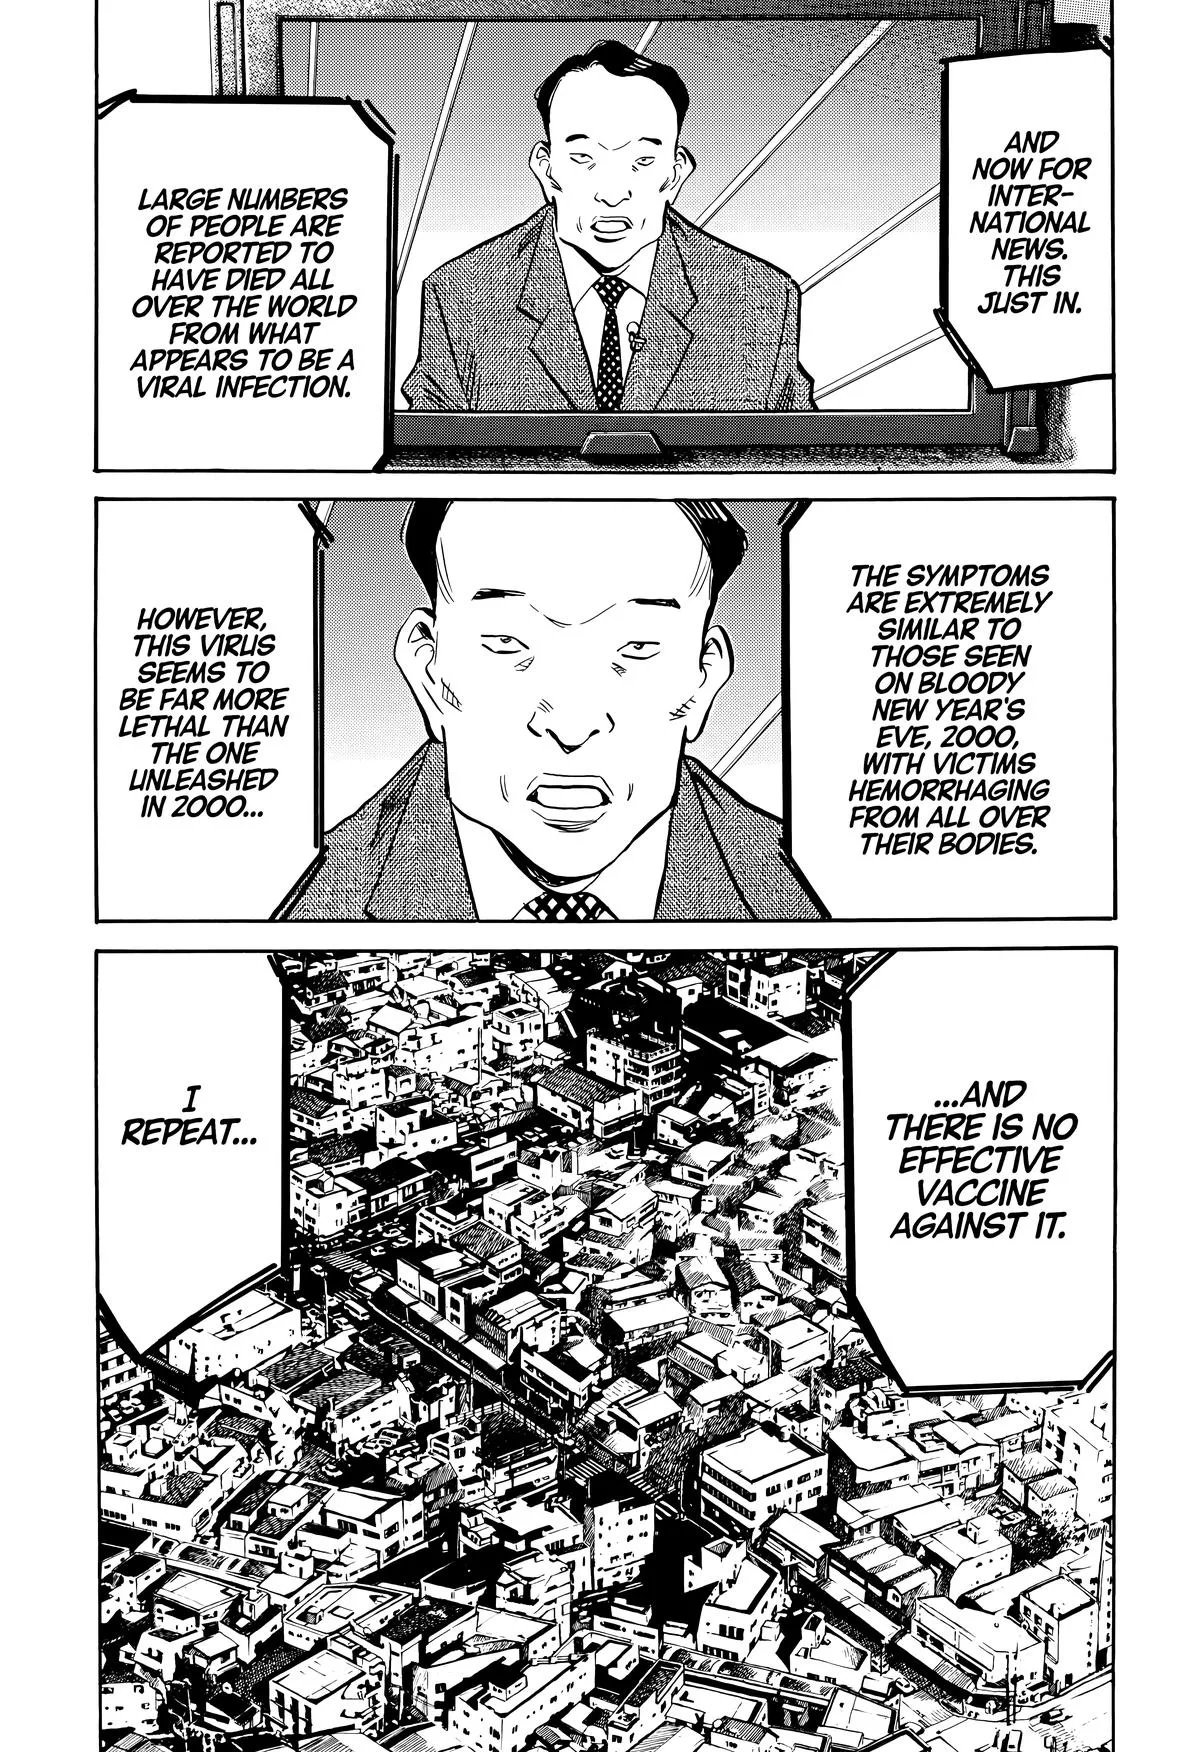 AND
NOW FOR
INTER-
NATIONAL
NEWS.
THIS
JUST IN.
LARGE NUMBERS
OF PEOPLE ARE
REPORTED TO
HAVE DIED ALL
OVER THE WORLD
FROM WHAT
APPEARS TO BE A
VIRAL INFECTION.
THE SYMPTOMS
ARE EXTREMELY
SIMILAR TO
THOSE SEEN
ON BLOODY
NEW YEAR'S
EVE, 2000,
WITH VICTIMS
HEMORRHAGING
FROM ALL OVER
THEIR BODIES.
HOWEVER,
THIS VIRUS
SEEMS TO
BE FAR MORE
LETHAL THAN
THE ONE
UNLEASHED
IN 2000...
...AND
THERE IS NO
EFFECTIVE
VACCINE
AGAINST IT.
I
REPEAT...